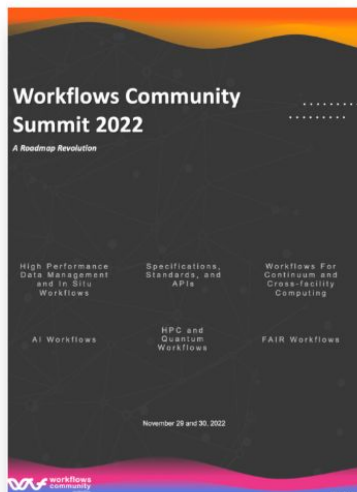 Workflows Community
Summit 2022
A Roadmap Revolution
High Performance
Data Management
and In Situ
Workflows
Specifications,
Standards, and
APIs
Workflows For
Continuum and
Cross-facility
Computing
AI Workflows
HPC and
Quantum
Workflows
FAIR Workflows
November 29 and 30, 2022
workflows
community